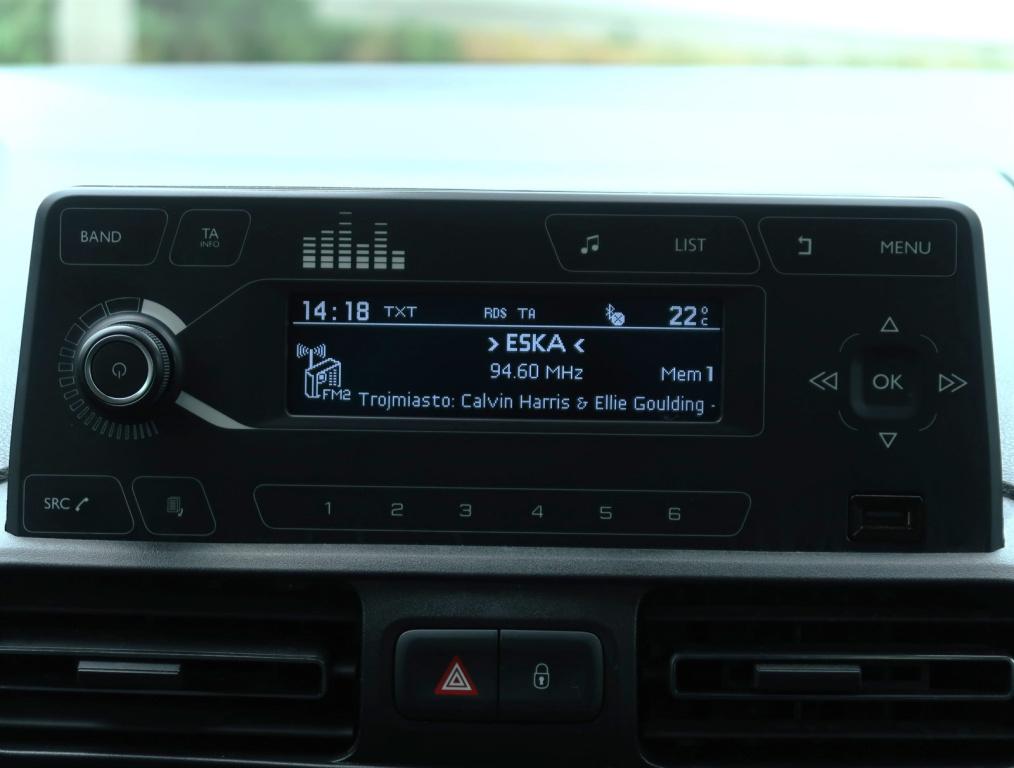 BAND
TA
INFO
LIST
MENU
14:18 TXT RDS TA 22°C
> ESKA <
94.60 MHz
Mem 1
FM2
Trojmiasto: Calvin Harris & Ellie Goulding -
OK
SRC
1 2 3 4 5 6